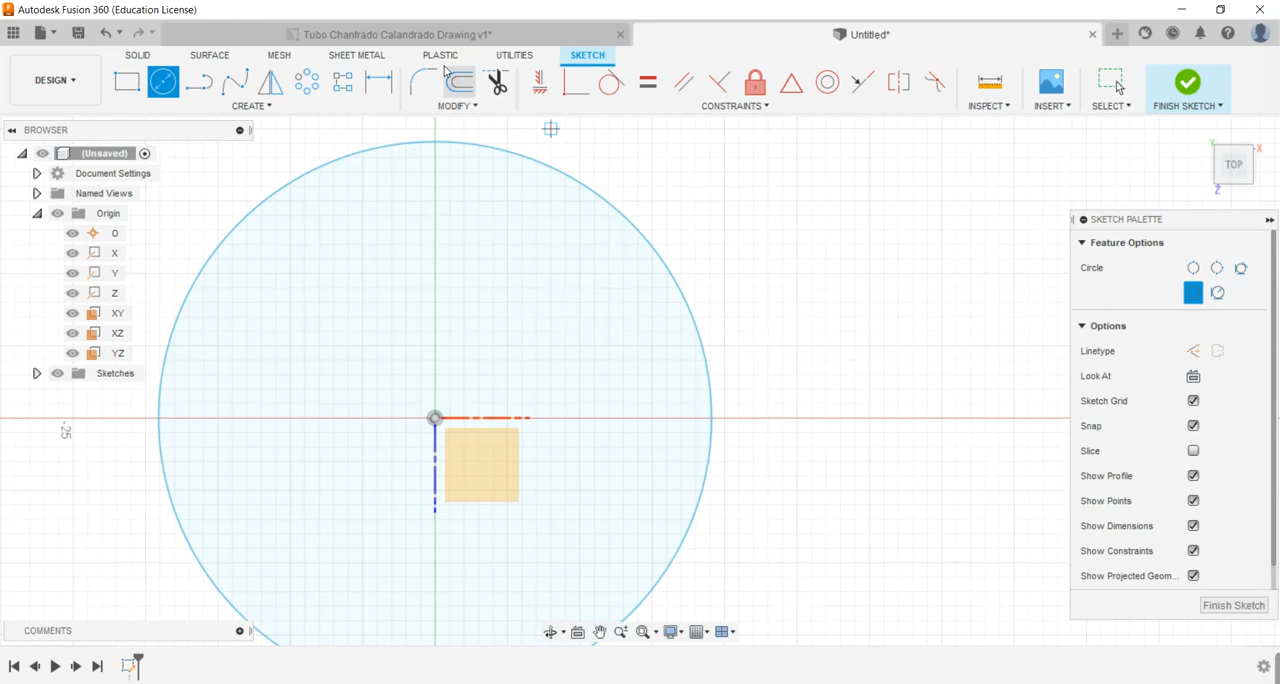 Autodesk Fusion 360 (Education License)
Tubo Chanfrado Calandrado Drawing v1*
Untitled*
SOLID
SURFACE
MESH
SHEET METAL
PLASTIC
UTILITIES
SKETCH
DESIGN
CREATE
MODIFY
CONSTRAINTS
INSPECT
INSERT
SELECT
FINISH SKETCH
BROWSER
(Unsaved)
Document Settings
Named Views
Origin
O
X
Y
Z
XY
XZ
YZ
Sketches
-25
TOP
X
Y
Z
SKETCH PALETTE
Feature Options
Circle
Options
Linetype
Look At
Sketch Grid
Snap
Slice
Show Profile
Show Points
Show Dimensions
Show Constraints
Show Projected Geom...
Finish Sketch
COMMENTS